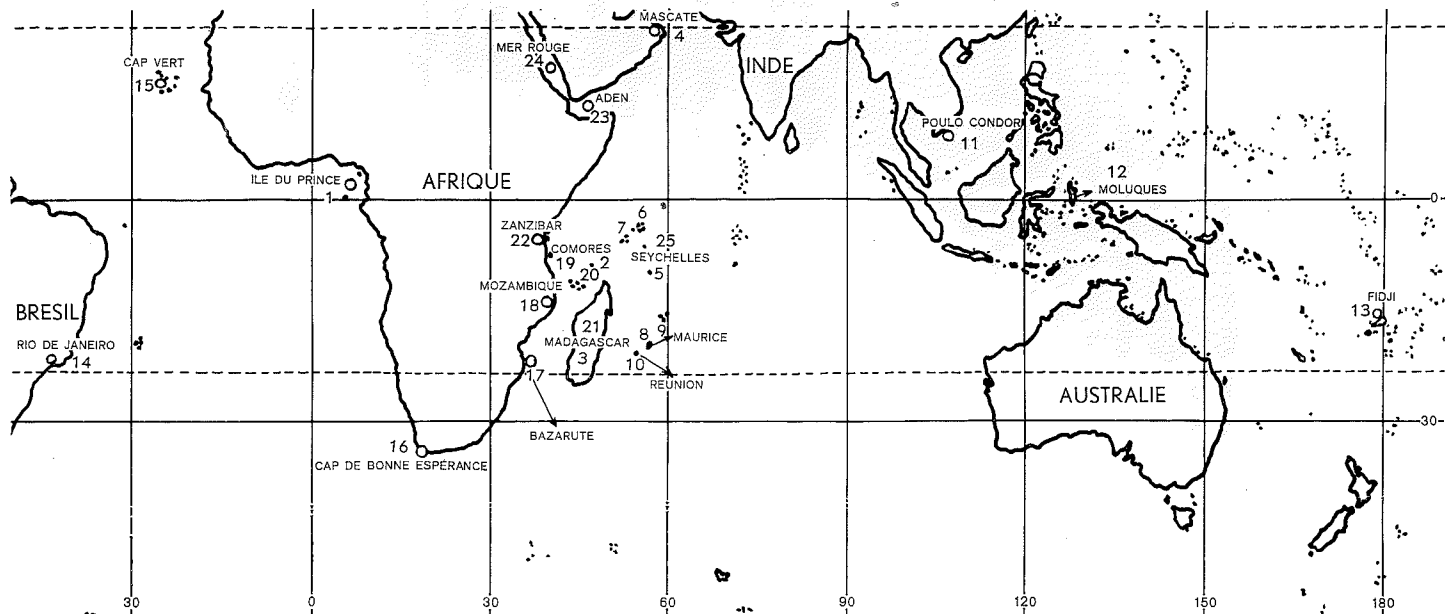 MASCATE
4
MER ROUGE
24
CAP VERT
15
INDE
ADEN
23
POULO CONDOR
11
12
MOLUQUES
ILE DU PRINCE
1
AFRIQUE
0
6
7
ZANZIBAR
22
25
SEYCHELLES
COMORES
19
2
20
5
MOZAMBIQUE
18
FIDJI
13
BRESIL
21
MADAGASCAR
3
8
9
MAURICE
RIO DE JANEIRO
14
10
17
REUNION
AUSTRALIE
30
BAZARUTE
16
CAP DE BONNE ESPÉRANCE
30 0 30 60 90 120 150 180